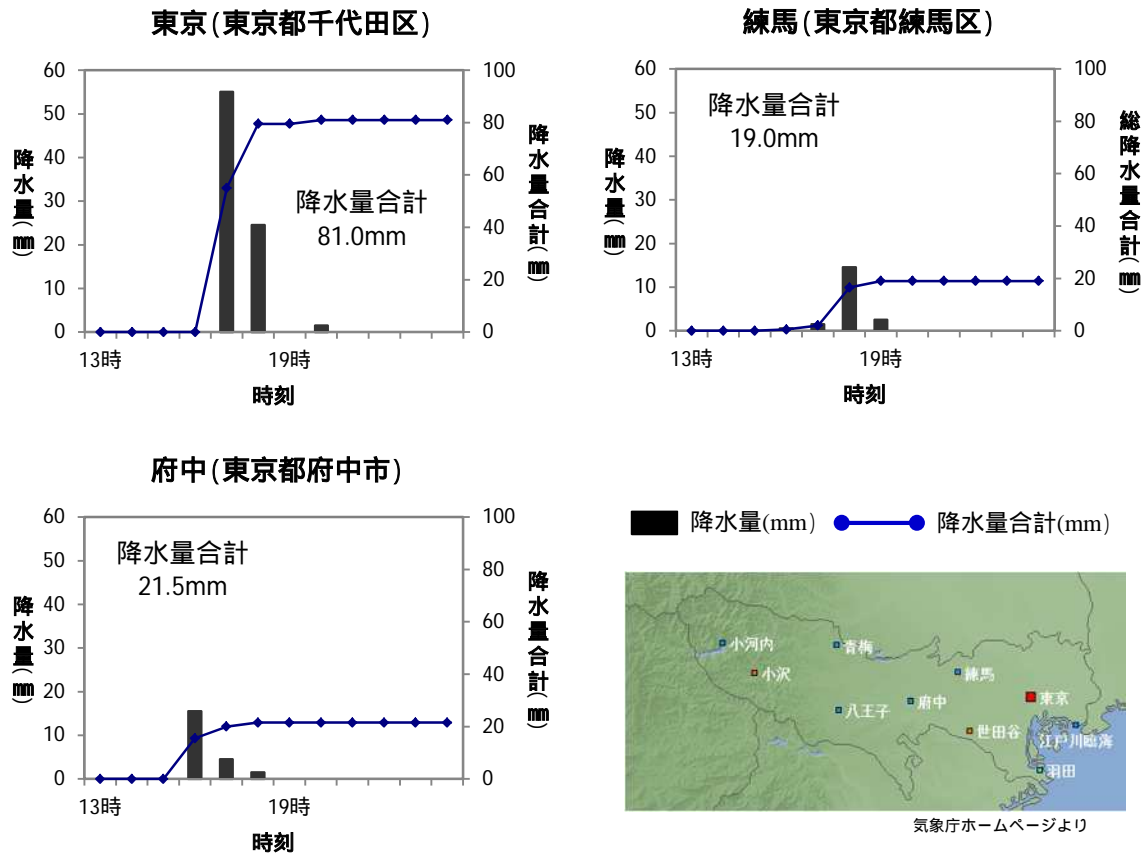 東京(東京都千代田区)
60
50
40
30
20
10
0
100
80
60
40
20
0
降水量(㎜)
降水量合計(㎜)
降水量合計
81.0mm
13時
19時
時刻
練馬(東京都練馬区)
60
50
40
30
20
10
0
100
80
60
40
20
0
降水量(㎜)
総降水量合計(㎜)
降水量合計
19.0mm
13時
19時
時刻
府中(東京都府中市)
60
50
40
30
20
10
0
100
80
60
40
20
0
降水量(㎜)
降水量合計(㎜)
降水量合計
21.5mm
13時
19時
時刻
降水量(mm) 降水量合計(mm)
小河内
青梅
小沢
練馬
東京
八王子
府中
世田谷
江戸川臨海
羽田
気象庁ホームページより